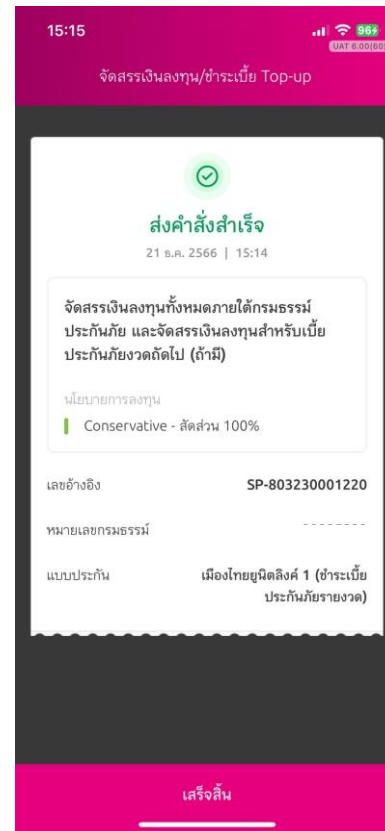 15:15
96
UAT 6.00(60
จัดสรรเงินลงทุน/ชำระเบี้ย Top-up
ส่งคำสั่งสำเร็จ
21 ธ.ค. 2566 | 15:14
จัดสรรเงินลงทุนทั้งหมดภายใต้กรมธรรม์
ประกันภัย และจัดสรรเงินลงทุนสำหรับเบี้ย
ประกันภัยงวดถัดไป (ถ้ามี)
นโยบายการลงทุน
Conservative - สัดส่วน 100%
เลขอ้างอิง SP-803230001220
หมายเลขกรมธรรม์ --------
แบบประกัน เมืองไทยยูนิตลิงค์ 1 (ชำระเบี้ย
ประกันภัยรายงวด)
เสร็จสิ้น